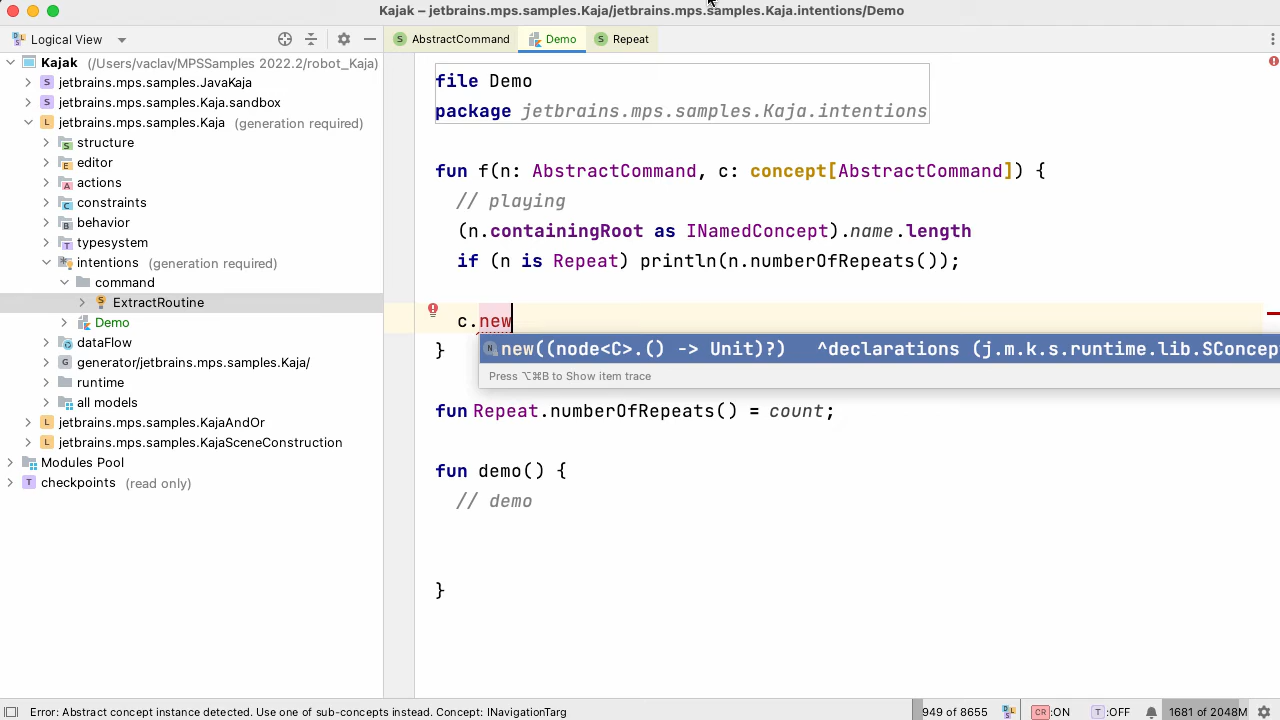 Kajak – jetbrains.mps.samples.Kaja/jetbrains.mps.samples.Kaja.intentions/Demo
Logical View
AbstractCommand
Demo
Repeat
Kajak (/Users/vaclav/MPSSamples 2022.2/robot_Kaja)
jetbrains.mps.samples.JavaKaja
jetbrains.mps.samples.Kaja.sandbox
jetbrains.mps.samples.Kaja (generation required)
structure
editor
actions
constraints
behavior
typesystem
intentions (generation required)
command
ExtractRoutine
Demo
dataFlow
generator/jetbrains.mps.samples.Kaja/
runtime
all models
jetbrains.mps.samples.KajaAndOr
jetbrains.mps.samples.KajaSceneConstruction
Modules Pool
checkpoints (read only)
file Demo
package jetbrains.mps.samples.Kaja.intentions
fun f(n: AbstractCommand, c: concept[AbstractCommand]) {
// playing
(n.containingRoot as INamedConcept).name.length
if (n is Repeat) println(n.numberOfRepeats());
c.new
new((node<C>.() -> Unit)?) ^declarations (j.m.k.s.runtime.lib.SConcep
Press ⌥⌘B to Show item trace
}
fun Repeat.numberOfRepeats() = count;
fun demo() {
// demo
}
Error: Abstract concept instance detected. Use one of sub-concepts instead. Concept: INavigationTarg
949 of 8655
CR:ON
T:OFF
1681 of 2048M